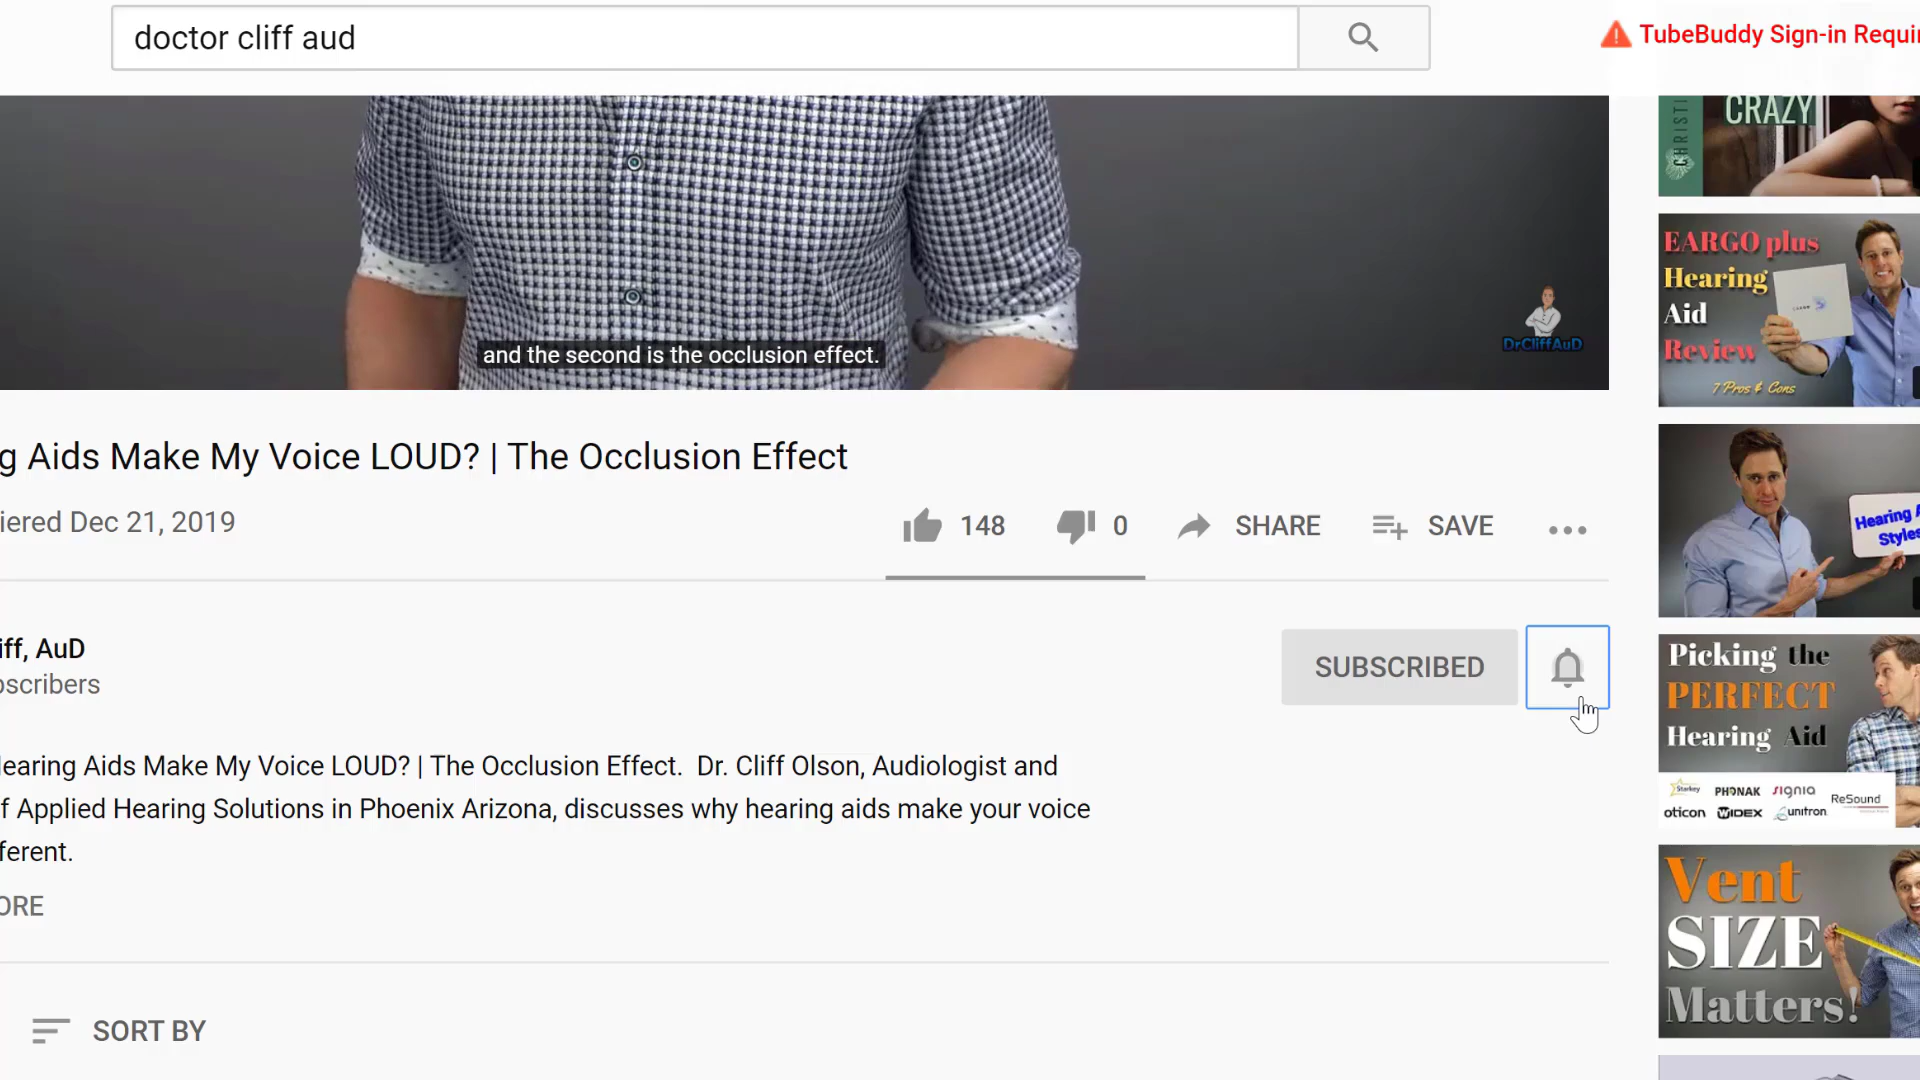 doctor cliff aud
TubeBuddy Sign-in Requi
CHRISTI
CRAZY
and the second is the occlusion effect.
DrCliffAuD
EARGO plus
Hearing
Aid
Review
7 Pros & Cons
g Aids Make My Voice LOUD? | The Occlusion Effect
iered Dec 21, 2019
148
0
SHARE
SAVE
Hearing A
Styles
iff, AuD
bscribers
SUBSCRIBED
Picking the
PERFECT
Hearing Aid
Starkey PHONAK signia ReSound
oticon WIDEX unitron
earing Aids Make My Voice LOUD? | The Occlusion Effect. Dr. Cliff Olson, Audiologist and
f Applied Hearing Solutions in Phoenix Arizona, discusses why hearing aids make your voice
ferent.
ORE
Vent
SIZE
Matters!
SORT BY